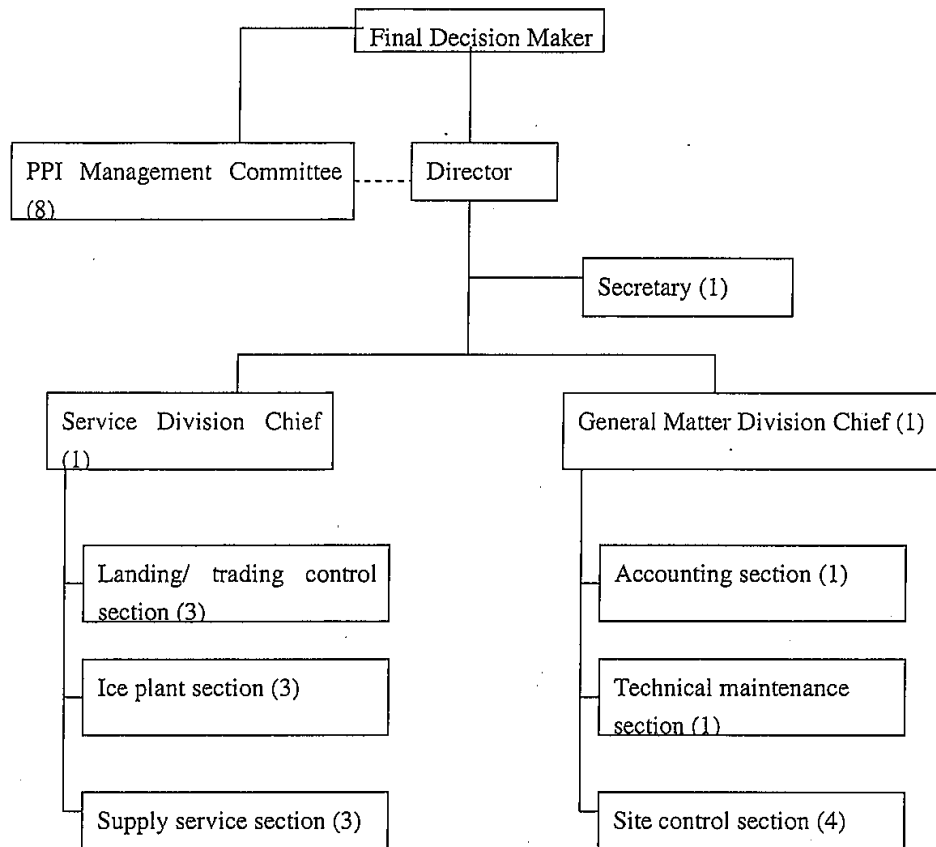 Final Decision Maker
PPI Management Committee
(8)
Director
Secretary (1)
Service Division Chief
(1)
General Matter Division Chief (1)
Landing/ trading control
section (3)
Accounting section (1)
Ice plant section (3)
Technical maintenance
section (1)
Supply service section (3)
Site control section (4)